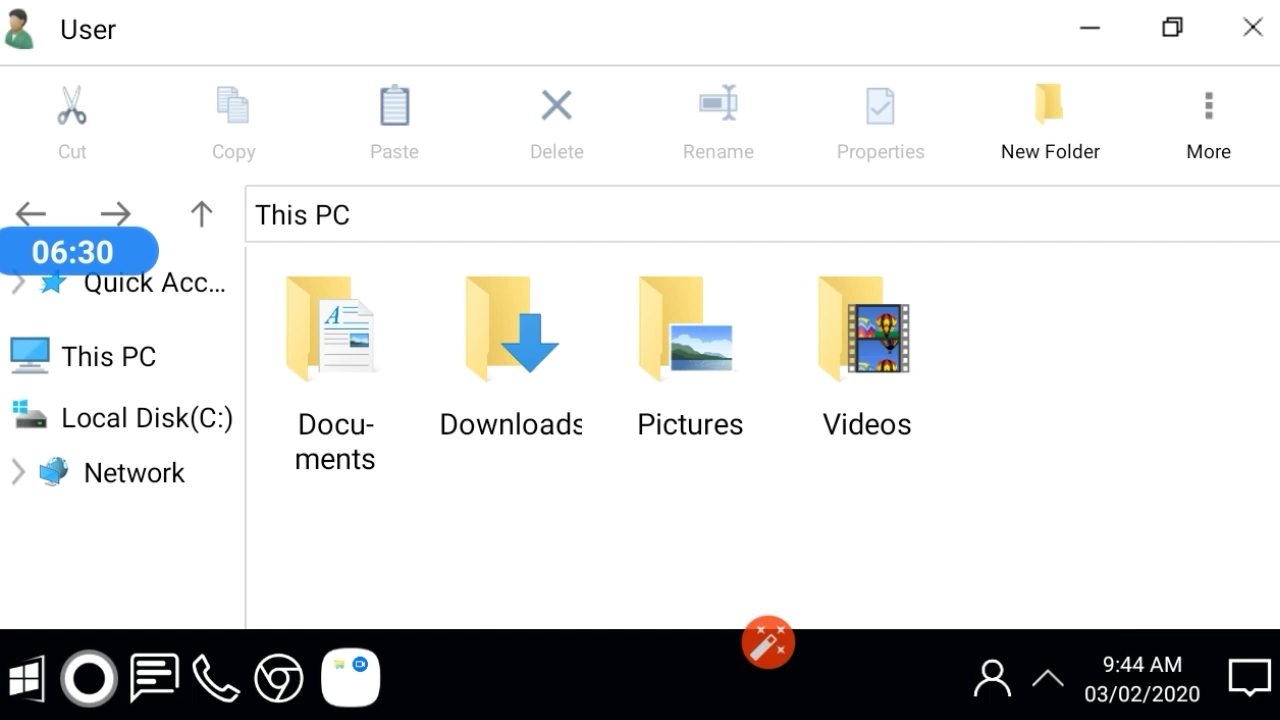 User
Cut
Copy
Paste
Delete
Rename
Properties
New Folder
More
This PC
06:30
Quick Acc...
This PC
Local Disk(C:)
Network
Docu-
ments
Downloads
Pictures
Videos
9:44 AM
03/02/2020